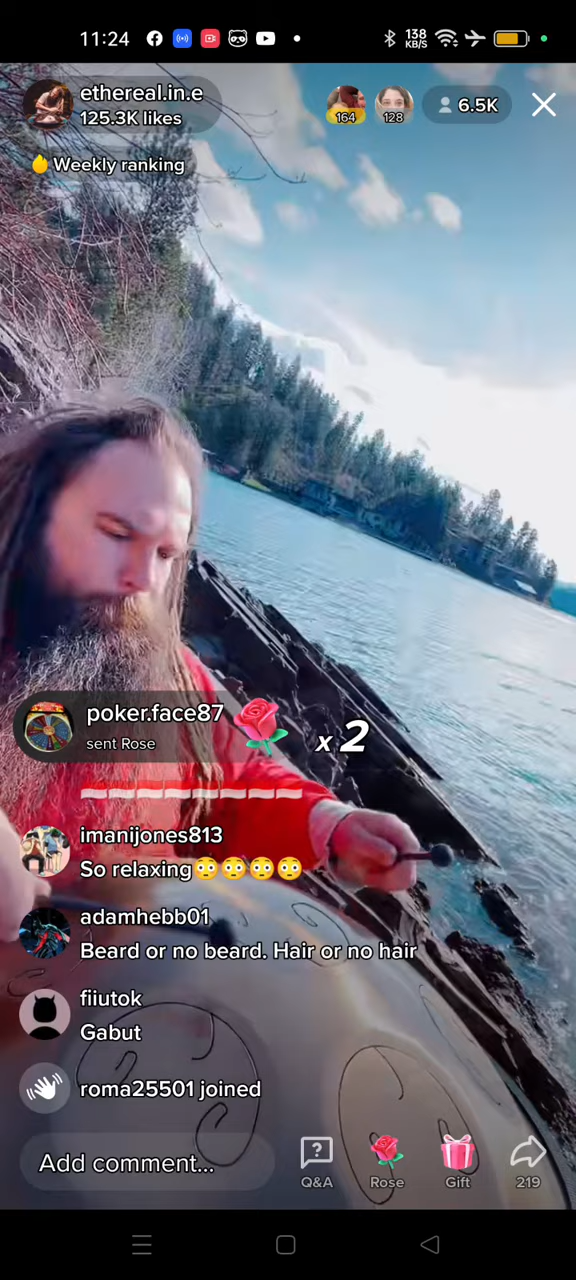 11:24
138
KB/S
ethereal.in.e
125.3K likes
164
128
6.5K
Weekly ranking
poker.face87
sent Rose
x 2
imanijones813
So relaxing😳😳😳😳
adamhebb01
Beard or no beard. Hair or no hair
fiiutok
Gabut
roma25501 joined
Add comment...
Q&A
Rose
Gift
219